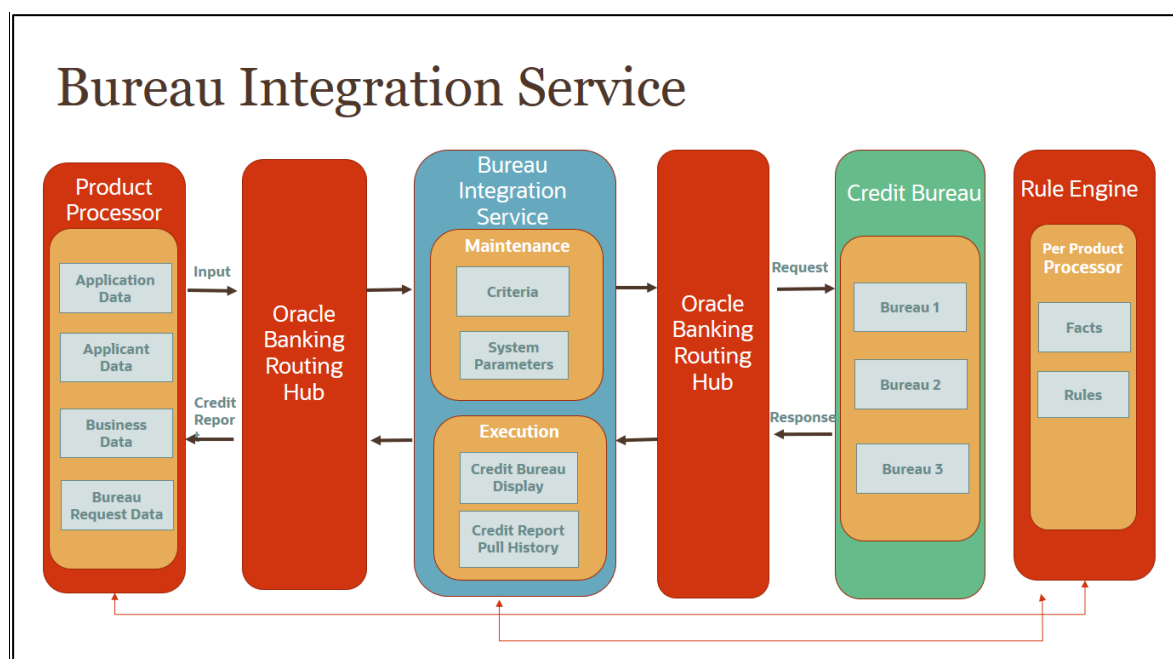 Bureau Integration Service
Product
Processor
Application
Data
Applicant
Data
Business
Data
Bureau
Request Data
Input
Credit
Repor
t
Oracle
Banking
Routing
Hub
Bureau
Integration
Service
Maintenance
Criteria
System
Parameters
Execution
Credit Bureau
Display
Credit Report
Pull History
Oracle
Banking
Routing
Hub
Request
Response
Credit Bureau
Bureau 1
Bureau 2
Bureau 3
Rule Engine
Per Product
Processor
Facts
Rules